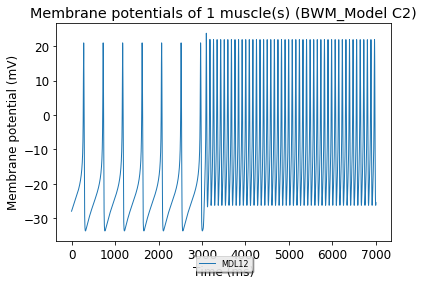 Membrane potentials of 1 muscle(s) (BWM_Model C2)
Membrane potential (mV)
20
10
0
−10
−20
−30
0 1000 2000 3000 4000 5000 6000 7000
Time (ms)
MDL12